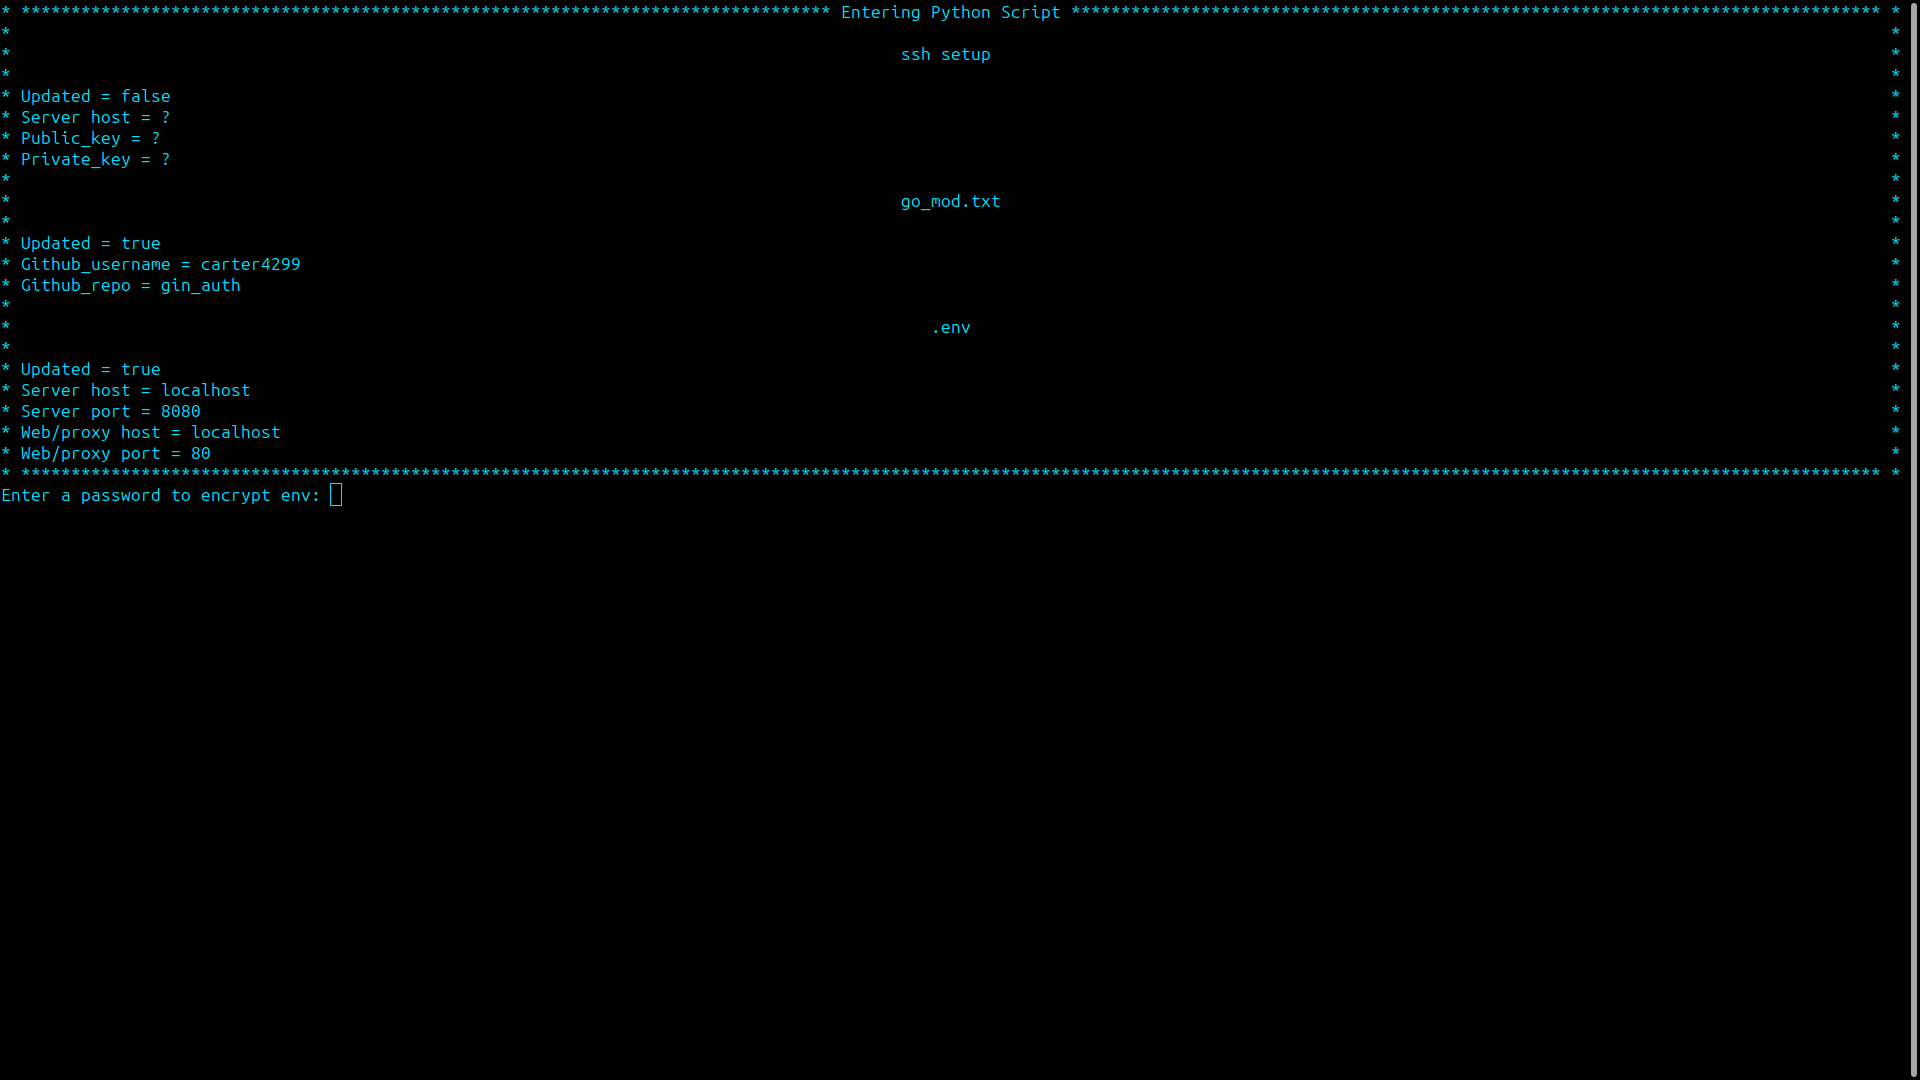 * ********************************************************************************* Entering Python Script ********************************************************************************* *
* *
* ssh setup *
* *
* Updated = false *
* Server host = ? *
* Public_key = ? *
* Private_key = ? *
* *
* go_mod.txt *
* *
* Updated = true *
* Github_username = carter4299 *
* Github_repo = gin_auth *
* *
* .env *
* *
* Updated = true *
* Server host = localhost *
* Server port = 8080 *
* Web/proxy host = localhost *
* Web/proxy port = 80 *
* ****************************************************************************************************************************************************************************************** *
Enter a password to encrypt env: